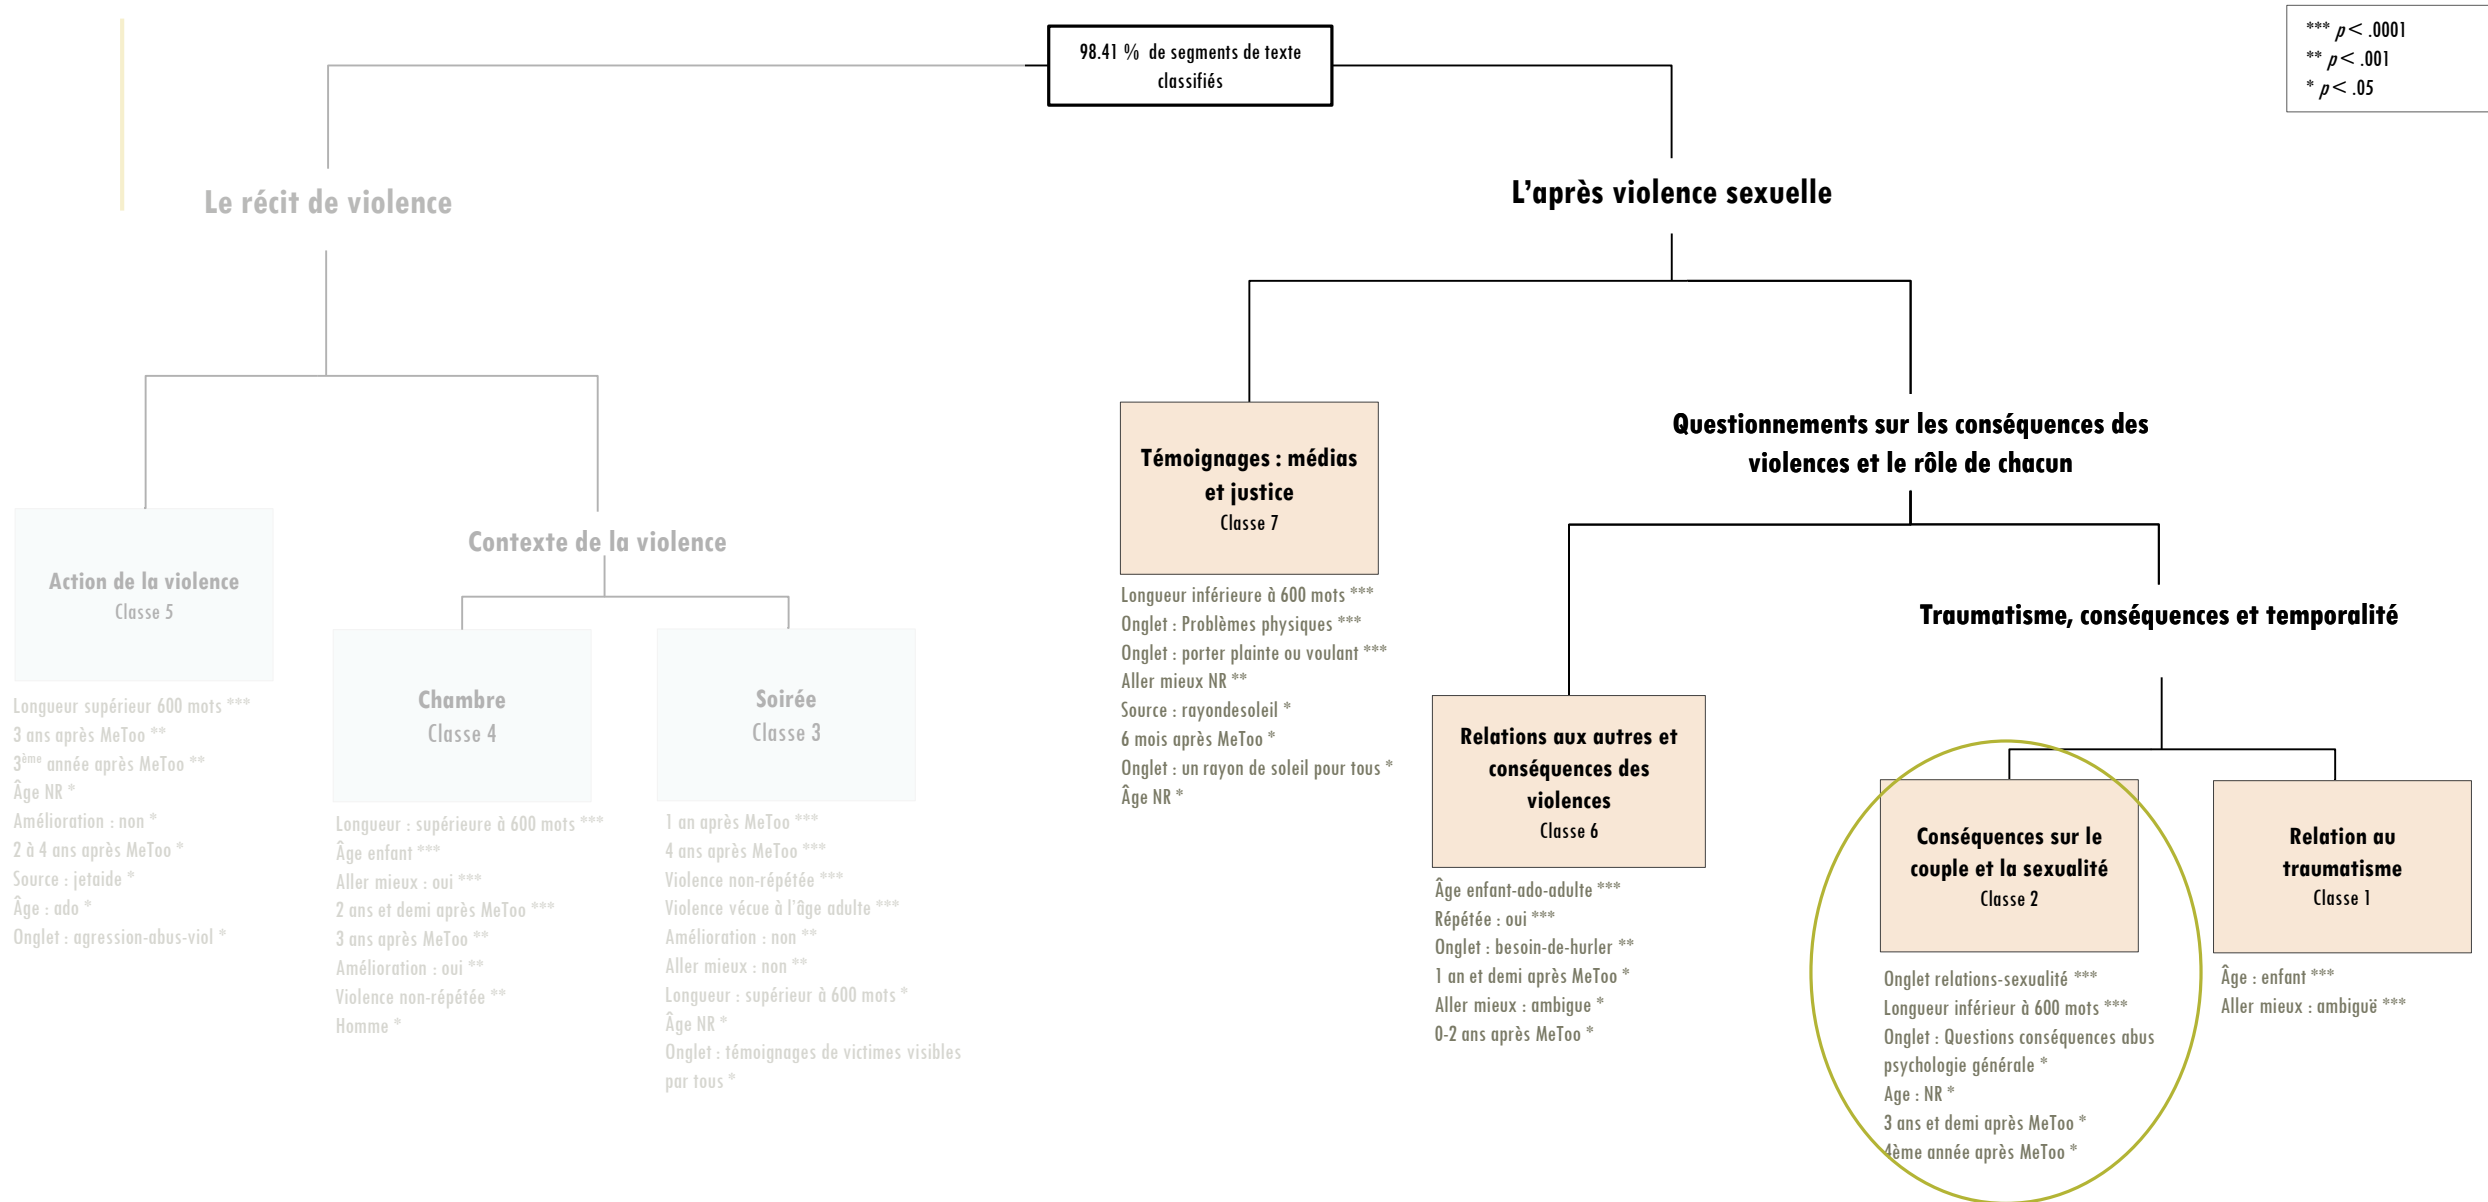 98.41 % de segments de texte
classifiés
*** p < .0001
** p < .001
* p < .05
Le récit de violence
L'après violence sexuelle
Action de la violence
Classe 5
Longueur supérieur 600 mots ***
3 ans après MeToo **
3ème année après MeToo **
Âge NR *
Amélioration : non *
2 à 4 ans après MeToo *
Source : jetaide *
Âge : ado *
Onglet : agression-abus-viol *
Contexte de la violence
Chambre
Classe 4
Longueur : supérieure à 600 mots ***
Âge enfant ***
Aller mieux : oui ***
2 ans et demi après MeToo ***
3 ans après MeToo **
Amélioration : oui **
Violence non-répétée **
Homme *
Soirée
Classe 3
1 an après MeToo ***
4 ans après MeToo ***
Violence non-répétée ***
Violence vécue à l'âge adulte ***
Amélioration : non **
Aller mieux : non **
Longueur : supérieur à 600 mots *
Âge NR *
Onglet : témoignages de victimes visibles
par tous *
Témoignages : médias
et justice
Classe 7
Longueur inférieure à 600 mots ***
Onglet : Problèmes physiques ***
Onglet : porter plainte ou voulant ***
Aller mieux NR **
Source : rayondesoleil *
6 mois après MeToo *
Onglet : un rayon de soleil pour tous *
Âge NR *
Questionnements sur les conséquences des
violences et le rôle de chacun
Relations aux autres et
conséquences des
violences
Classe 6
Âge enfant-ado-adulte ***
Répétée : oui ***
Onglet : besoin-de-hurler **
1 an et demi après MeToo *
Aller mieux : ambigue *
0-2 ans après MeToo *
Traumatisme, conséquences et temporalité
Conséquences sur le
couple et la sexualité
Classe 2
Onglet relations-sexualité ***
Longueur inférieur à 600 mots ***
Onglet : Questions conséquences abus
psychologie générale *
Age : NR *
3 ans et demi après MeToo *
4ème année après MeToo *
Relation au
traumatisme
Classe 1
Âge : enfant ***
Aller mieux : ambiguë ***